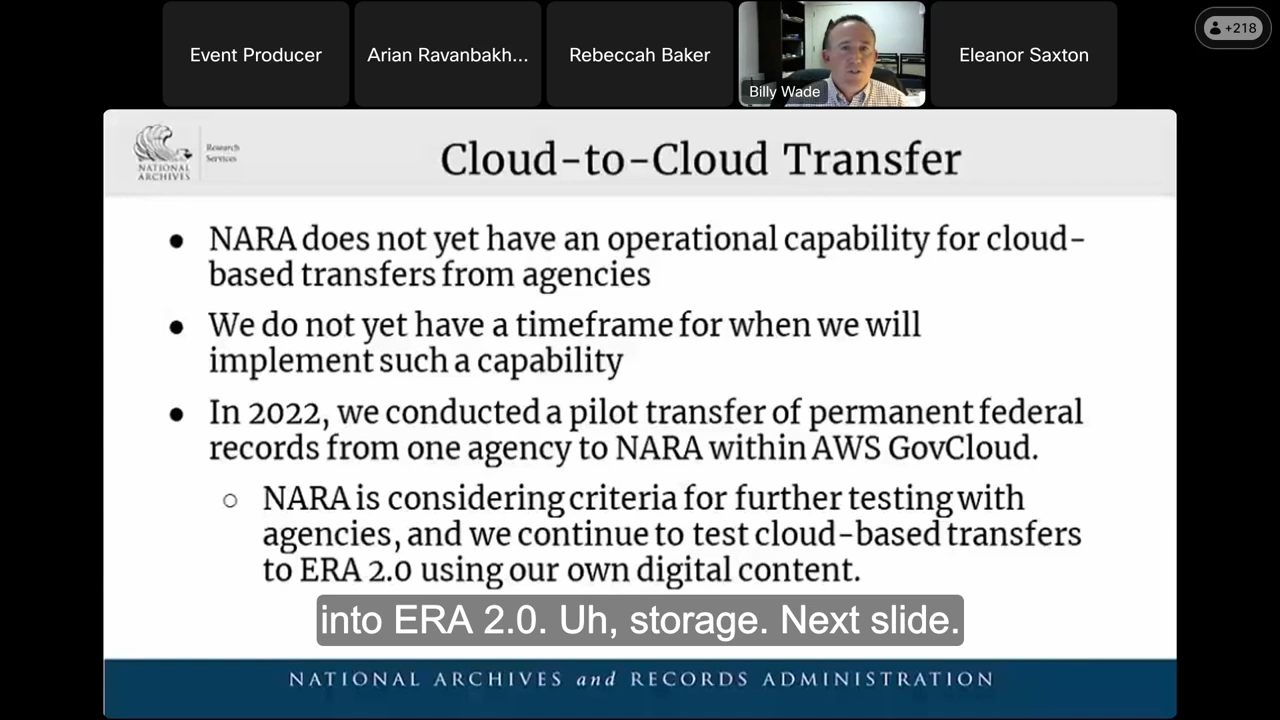 Event Producer
Arian Ravanbakh...
Rebeccah Baker
Billy Wade
Eleanor Saxton
+218
NATIONAL
ARCHIVES
Research
Services
Cloud-to-Cloud Transfer
● NARA does not yet have an operational capability for cloud-
based transfers from agencies
● We do not yet have a timeframe for when we will
implement such a capability
● In 2022, we conducted a pilot transfer of permanent federal
records from one agency to NARA within AWS GovCloud.
○ NARA is considering criteria for further testing with
agencies, and we continue to test cloud-based transfers
to ERA 2.0 using our own digital content.
into ERA 2.0. Uh, storage. Next slide.
NATIONAL ARCHIVES and RECORDS ADMINISTRATION